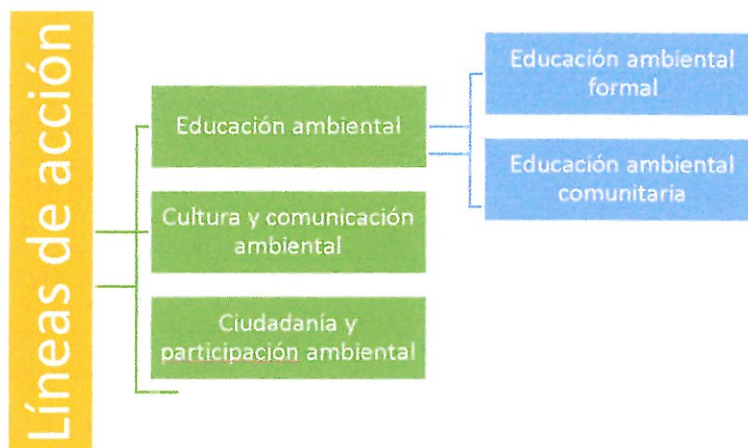 Líneas de acción
Educación ambiental
Cultura y comunicación
ambiental
Ciudadanía y
participación ambiental
Educación ambiental
formal
Educación ambiental
comunitaria